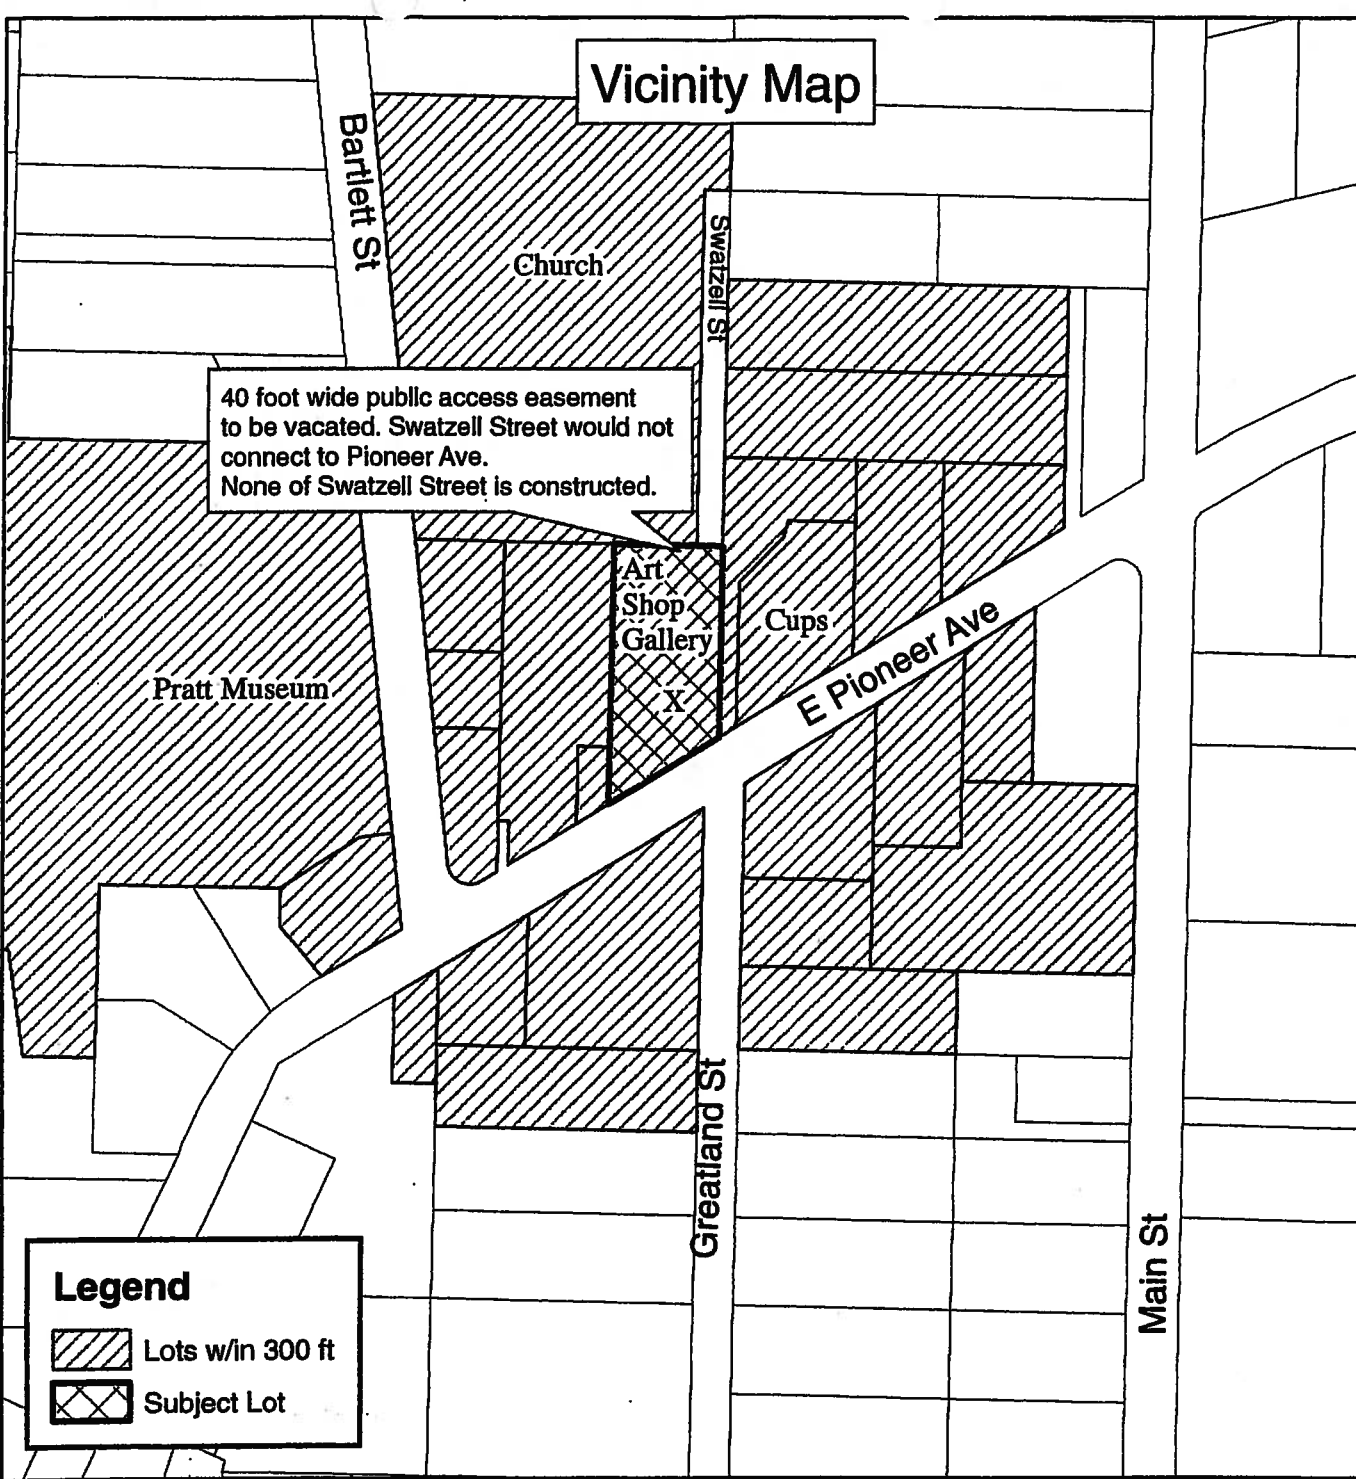 Vicinity Map
Bartlett St
Church
Swatzell St
40 foot wide public access easement
to be vacated. Swatzell Street would not
connect to Pioneer Ave.
None of Swatzell Street is constructed.
Art
Shop
Gallery
X
Cups
E Pioneer Ave
Pratt Museum
Greatland St
Main St
Legend
Lots w/in 300 ft
Subject Lot